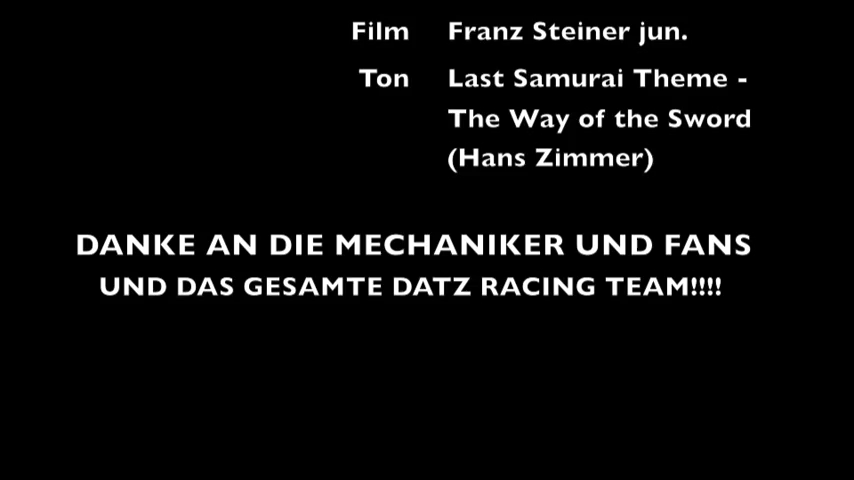 Film Franz Steiner jun.
Ton Last Samurai Theme -
The Way of the Sword
(Hans Zimmer)
DANKE AN DIE MECHANIKER UND FANS
UND DAS GESAMTE DATZ RACING TEAM!!!!